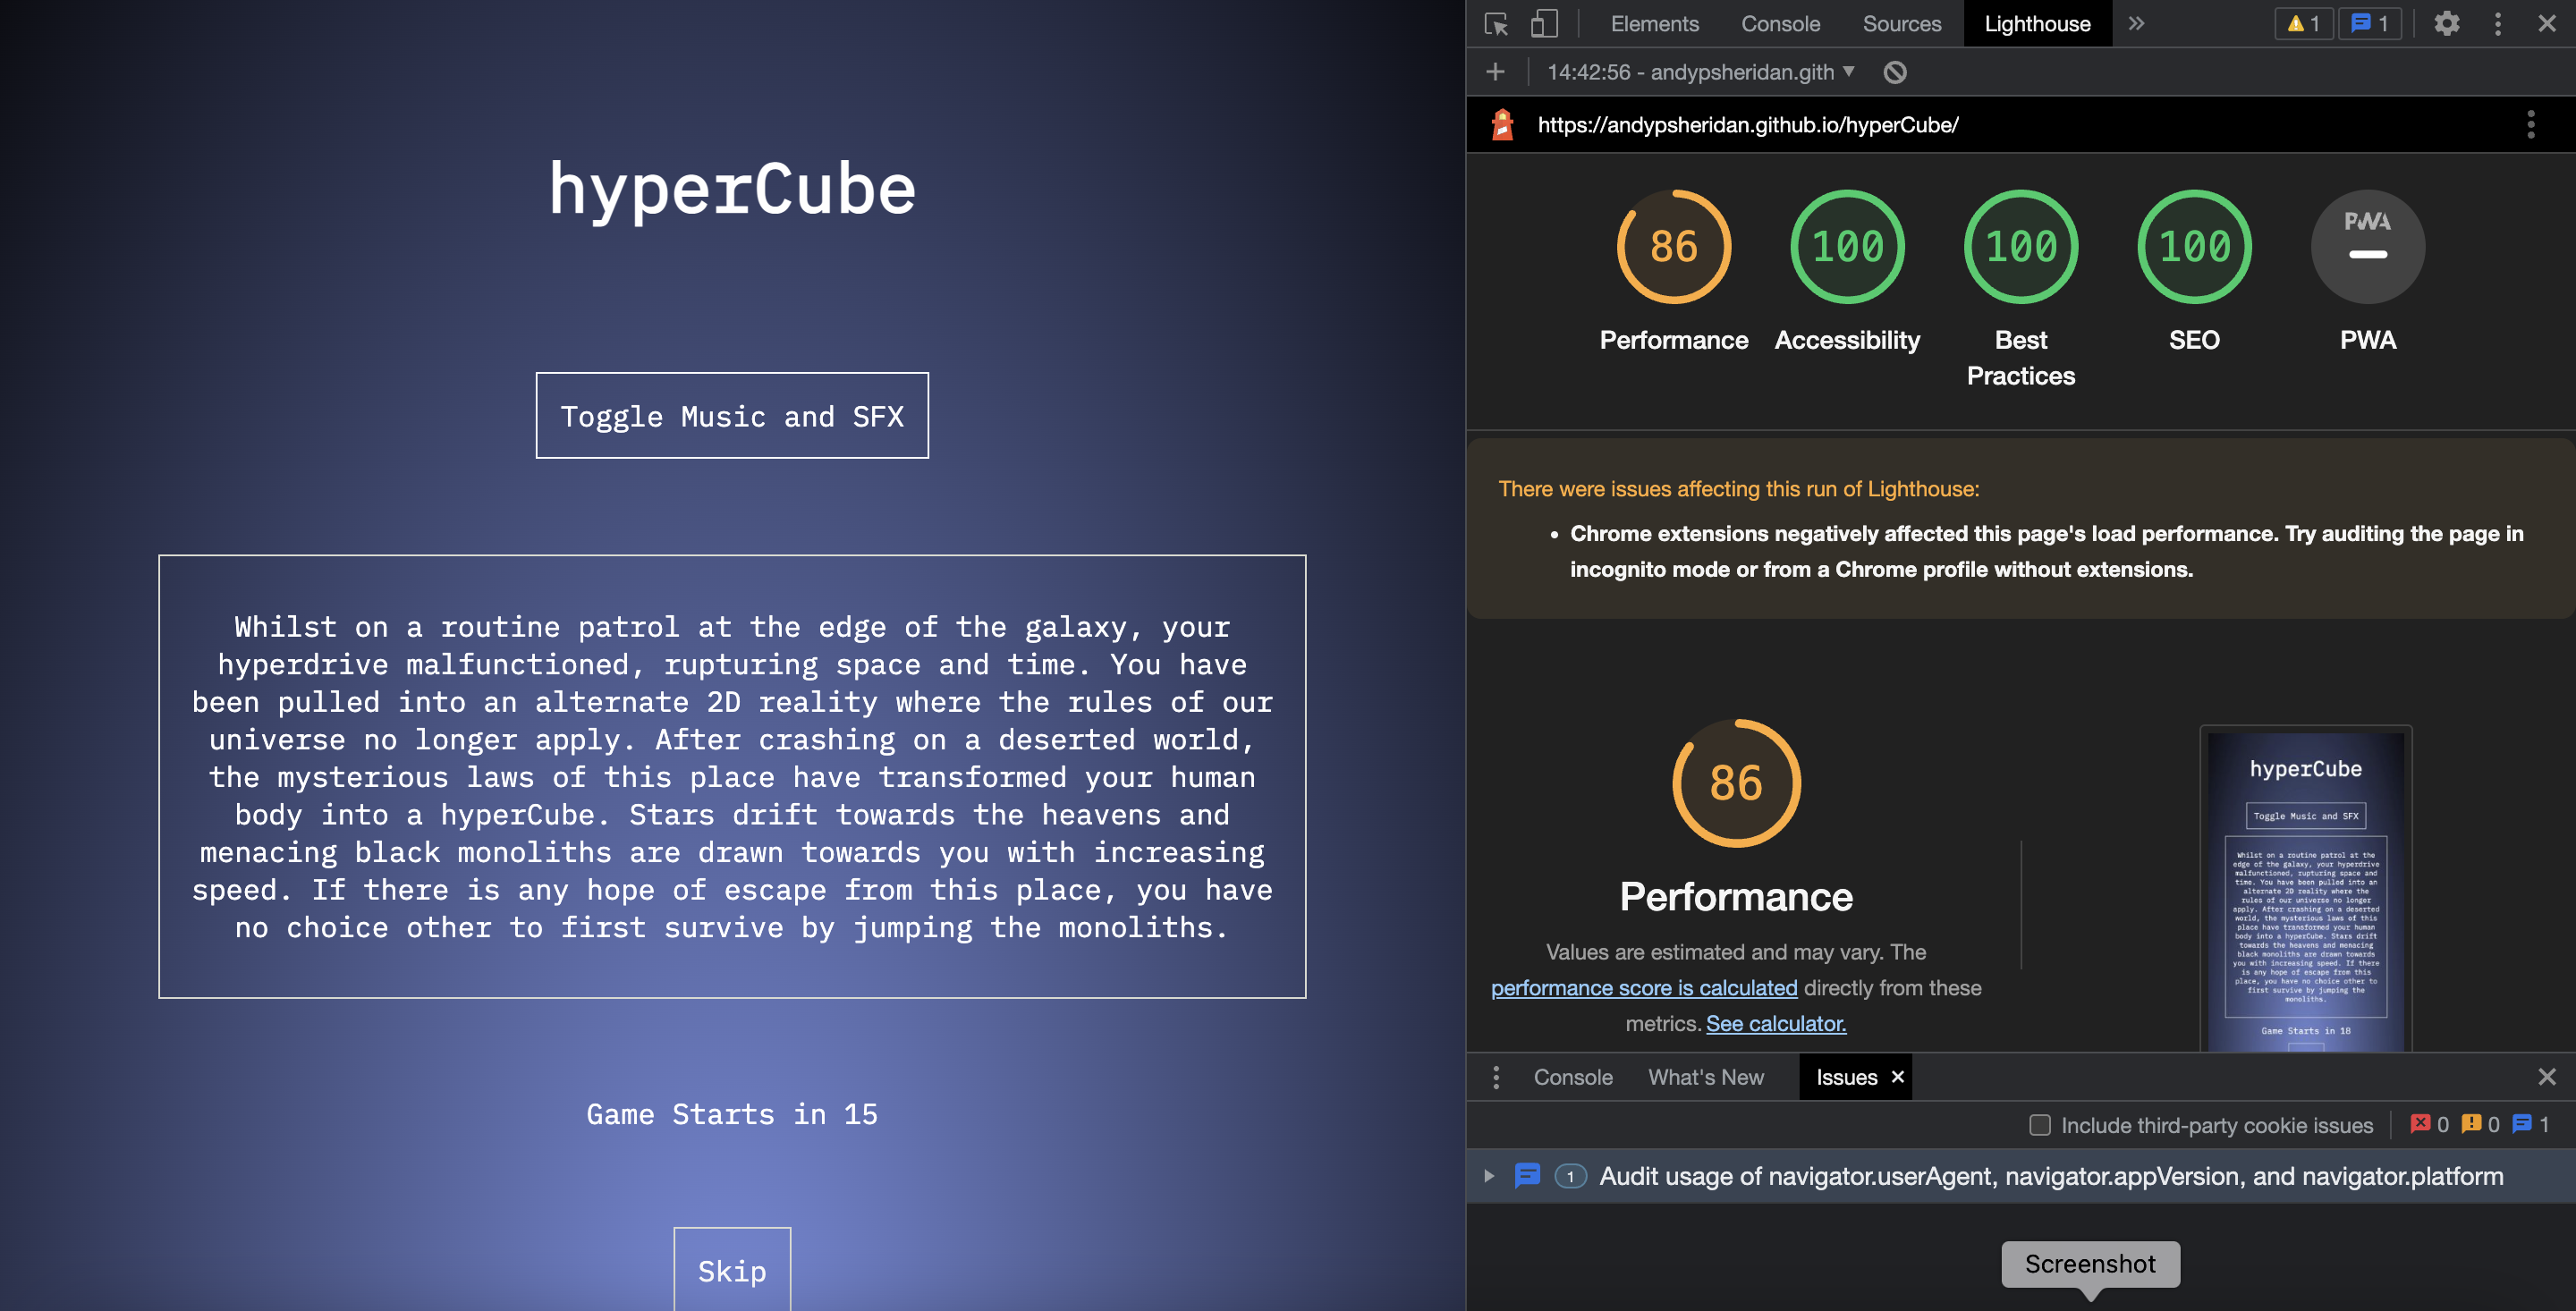 hyperCube
Toggle Music and SFX
Whilst on a routine patrol at the edge of the galaxy, your
hyperdrive malfunctioned, rupturing space and time. You have
been pulled into an alternate 2D reality where the rules of our
universe no longer apply. After crashing on a deserted world,
the mysterious laws of this place have transformed your human
body into a hyperCube. Stars drift towards the heavens and
menacing black monoliths are drawn towards you with increasing
speed. If there is any hope of escape from this place, you have
no choice other to first survive by jumping the monoliths.
Game Starts in 15
Skip
Elements Console Sources Lighthouse 1 1
14:42:56 - andypsheridan.gith
https://andypsheridan.github.io/hyperCube/
86 100 100 100 PWA
Performance Accessibility Best SEO PWA
Practices
There were issues affecting this run of Lighthouse:
• Chrome extensions negatively affected this page's load performance. Try auditing the page in
incognito mode or from a Chrome profile without extensions.
86
Performance
Values are estimated and may vary. The
performance score is calculated directly from these
metrics. See calculator.
hyperCube
Toggle Music and SFX
Whilst on a routine patrol at the
edge of the galaxy, your hyperdrive
malfunctioned, rupturing space and
time. You have been pulled into an
alternate 2D reality where the
rules of our universe no longer
apply. After crashing on a deserted
world, the mysterious laws of this
place have transformed your human
body into a hyperCube. Stars drift
towards the heavens and menacing
black monoliths are drawn towards
you with increasing speed. If there
is any hope of escape from this
place, you have no choice other to
first survive by jumping the
monoliths.
Game Starts in 18
Console What's New Issues
Include third-party cookie issues 0 0 1
1 Audit usage of navigator.userAgent, navigator.appVersion, and navigator.platform
Screenshot